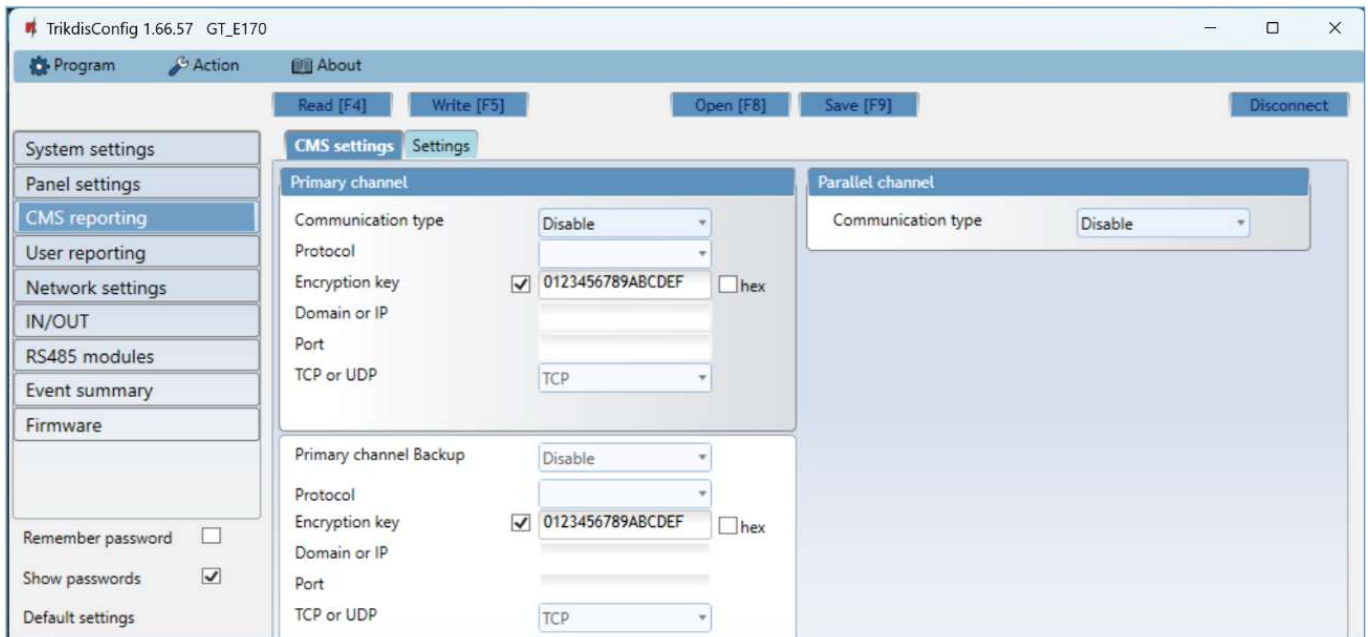 TrikdisConfig 1.66.57 GT_E170
Program Action About
Read [F4] Write [F5] Open [F8] Save [F9] Disconnect
System settings
Panel settings
CMS reporting
User reporting
Network settings
IN/OUT
RS485 modules
Event summary
Firmware
Remember password
Show passwords
Default settings
CMS settings Settings
Primary channel
Communication type Disable
Protocol
Encryption key 0123456789ABCDEF hex
Domain or IP
Port
TCP or UDP TCP
Primary channel Backup Disable
Protocol
Encryption key 0123456789ABCDEF hex
Domain or IP
Port
TCP or UDP TCP
Parallel channel
Communication type Disable